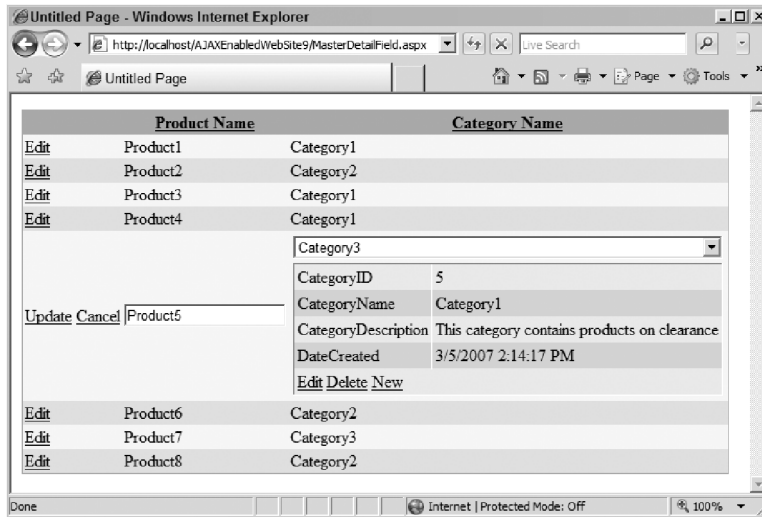 Untitled Page - Windows Internet Explorer
http://localhost/AJAXEnabledWebSite9/MasterDetailField.aspx Live Search
Untitled Page Page Tools
Product Name Category Name
Edit Product1 Category1
Edit Product2 Category2
Edit Product3 Category1
Edit Product4 Category1
Category3
CategoryID 5
CategoryName Category1
Update Cancel Product5
CategoryDescription This category contains products on clearance
DateCreated 3/5/2007 2:14:17 PM
Edit Delete New
Edit Product6 Category2
Edit Product7 Category3
Edit Product8 Category2
Done Internet | Protected Mode: Off 100%